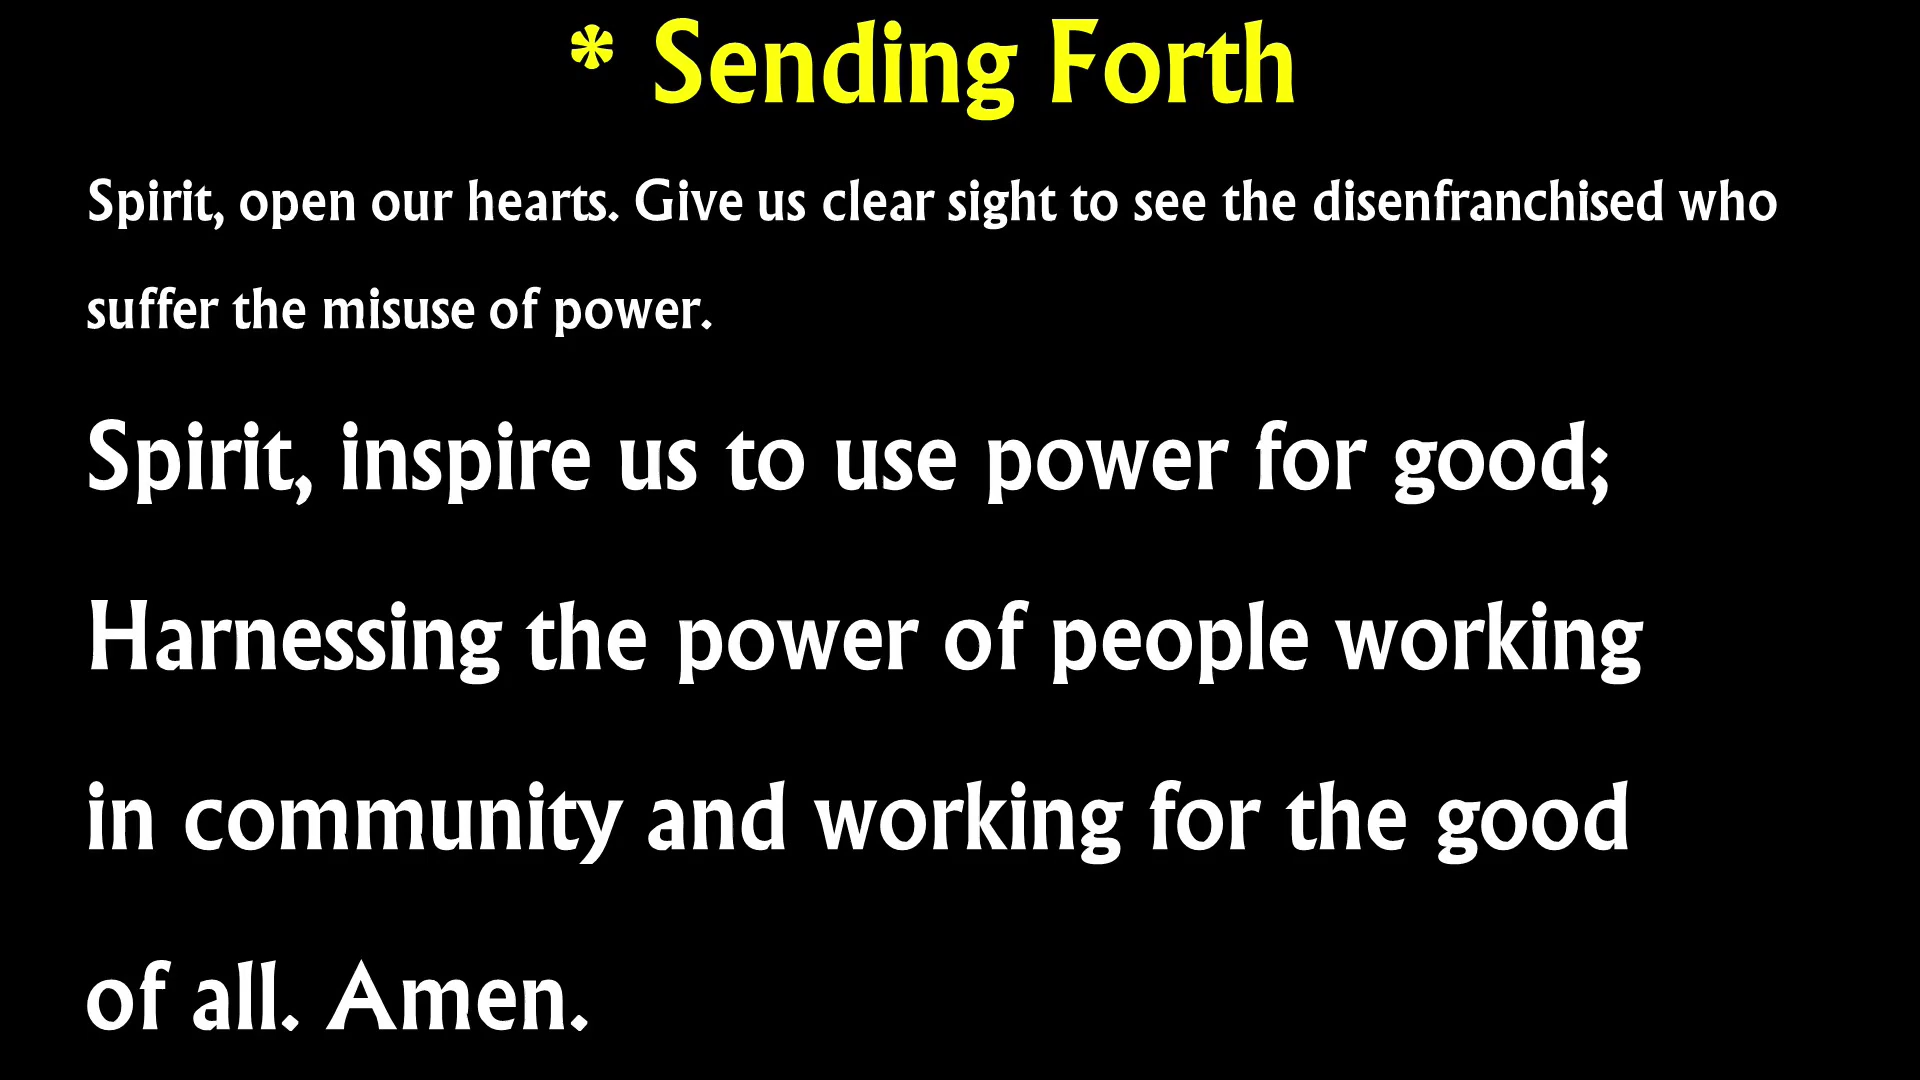 * Sending Forth
Spirit, open our hearts. Give us clear sight to see the disenfranchised who
suffer the misuse of power.
Spirit, inspire us to use power for good;
Harnessing the power of people working
in community and working for the good
of all. Amen.